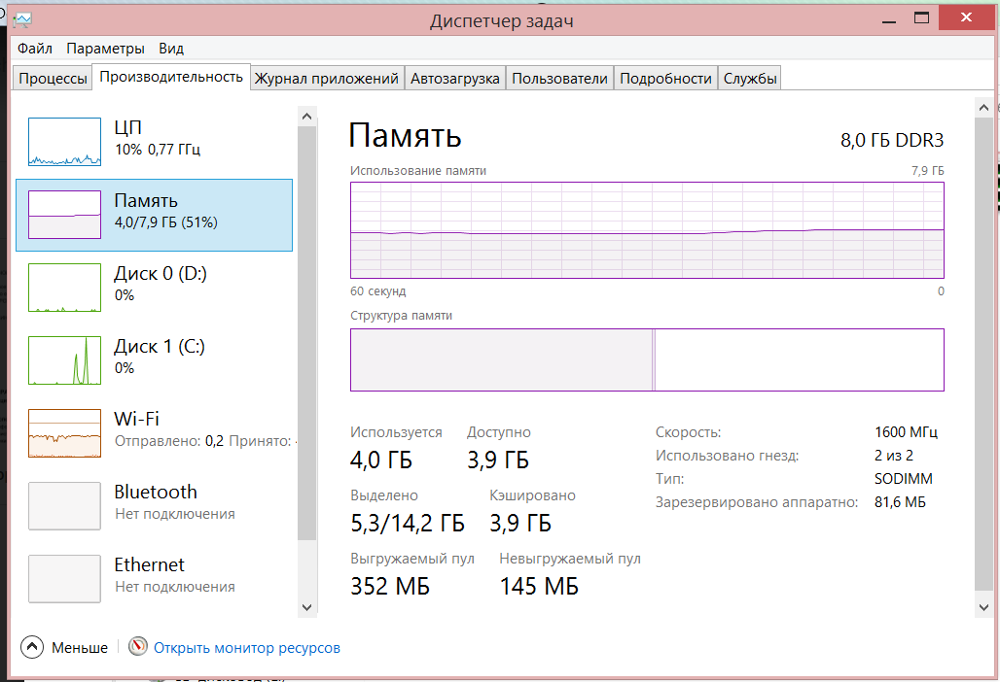 Диспетчер задач
Файл Параметры Вид
Процессы Производительность Журнал приложений Автозагрузка Пользователи Подробности Службы
ЦП
10% 0,77 ГГц
Память
4,0/7,9 ГБ (51%)
Диск 0 (D:)
0%
Диск 1 (C:)
0%
Wi-Fi
Отправлено: 0,2 Принято:
Bluetooth
Нет подключения
Ethernet
Нет подключения
Память 8,0 ГБ DDR3
Использование памяти 7,9 ГБ
60 секунд 0
Структура памяти
Используется Доступно
4,0 ГБ 3,9 ГБ
Выделено Кэшировано
5,3/14,2 ГБ 3,9 ГБ
Выгружаемый пул Невыгружаемый пул
352 МБ 145 МБ
Скорость: 1600 МГц
Использовано гнезд: 2 из 2
Тип: SODIMM
Зарезервировано аппаратно: 81,6 МБ
Меньше Открыть монитор ресурсов